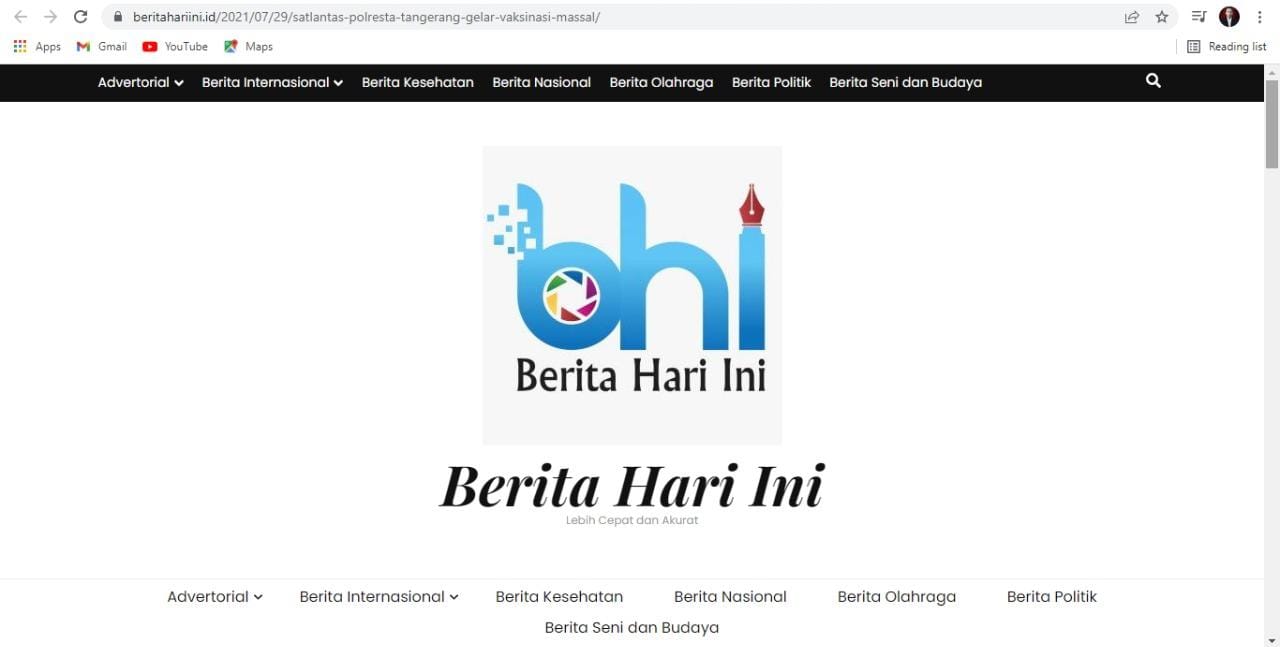 beritahariini.id/2021/07/29/satlantas-polresta-tangerang-gelar-vaksinasi-massal/
Apps Gmail YouTube Maps Reading list
Advertorial Berita Internasional Berita Kesehatan Berita Nasional Berita Olahraga Berita Politik Berita Seni dan Budaya
bhi
Berita Hari Ini
Berita Hari Ini
Lebih Cepat dan Akurat
Advertorial Berita Internasional Berita Kesehatan Berita Nasional Berita Olahraga Berita Politik
Berita Seni dan Budaya